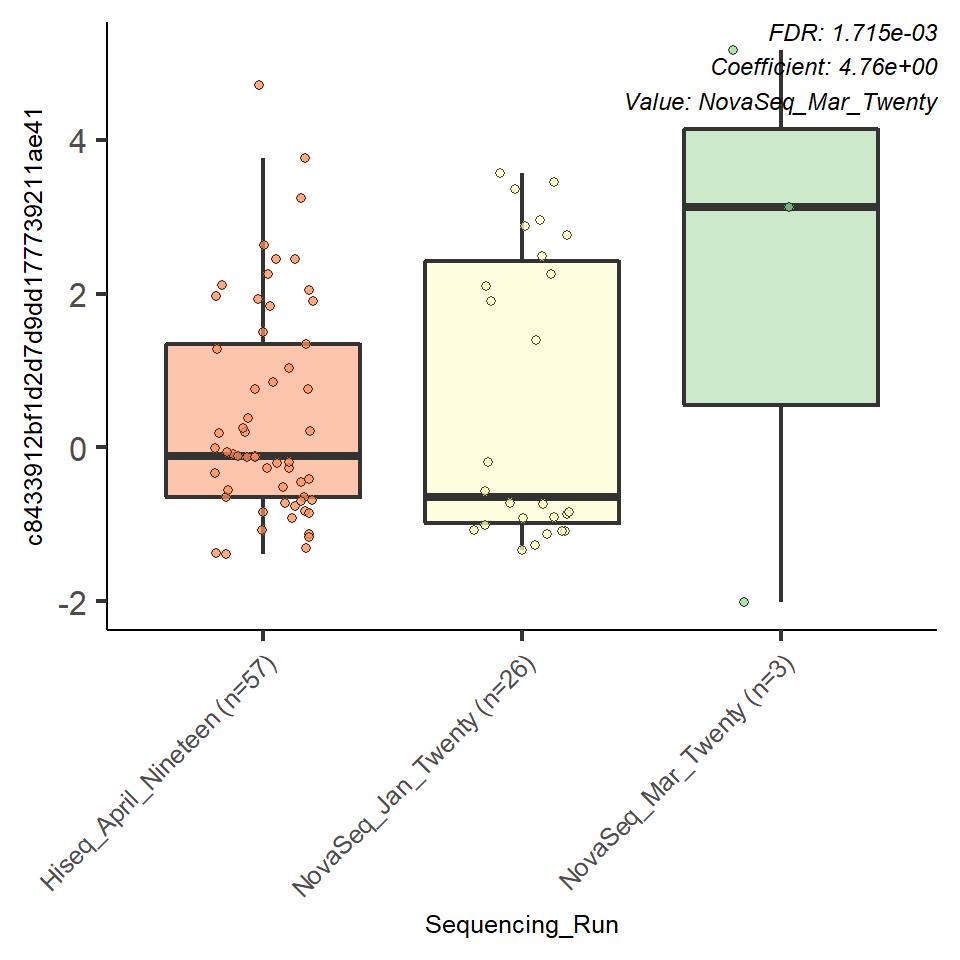 FDR: 1.715e-03
Coefficient: 4.76e+00
Value: NovaSeq_Mar_Twenty
c8433912bf1d2d7d9dd177739211ae41
4
2
0
-2
Hiseq_April_Nineteen (n=57)
NovaSeq_Jan_Twenty (n=26)
NovaSeq_Mar_Twenty (n=3)
Sequencing_Run